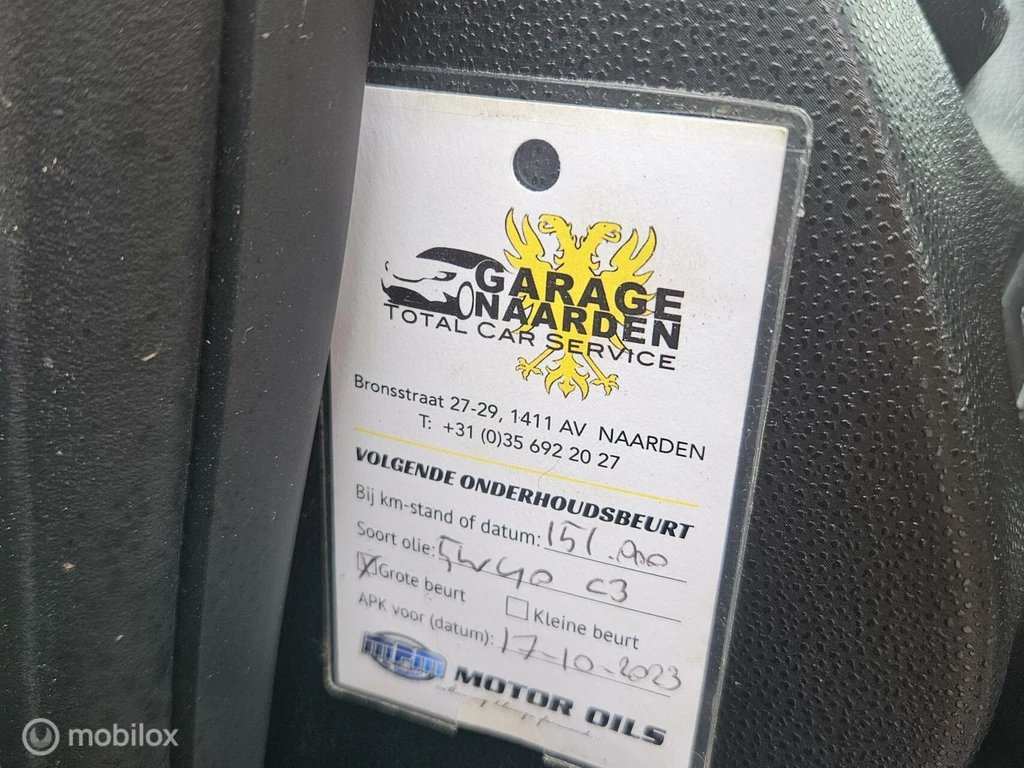 GARAGE
NAARDEN
TOTAL CAR SERVICE
Bronsstraat 27-29, 1411 AV NAARDEN
T: +31 (0)35 692 20 27
VOLGENDE ONDERHOUDSBEURT
Bij km-stand of datum: 151.000
Soort olie: 5w40 C3
Grote beurt Kleine beurt
APK voor (datum): 17-10-2023
MPM MOTOR OILS
mobilox